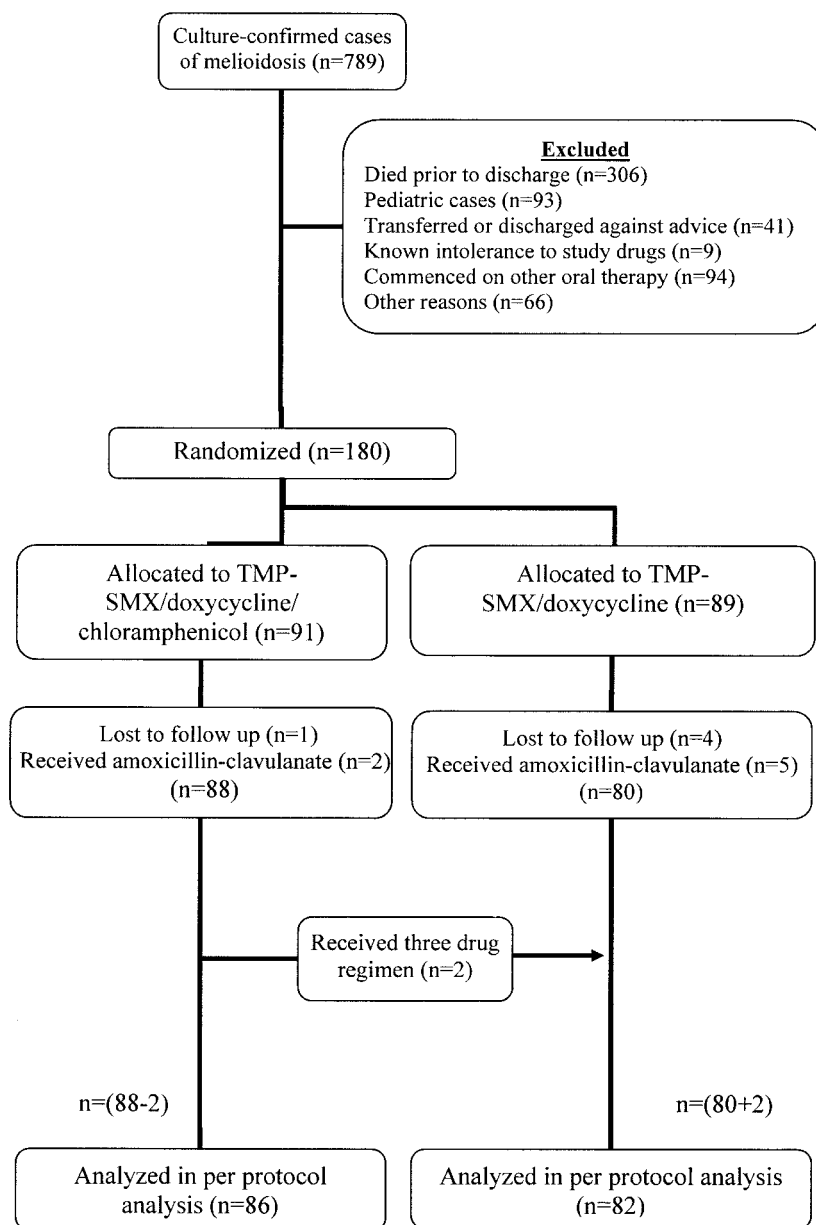 Culture-confirmed cases
of melioidosis (n=789)
Excluded
Died prior to discharge (n=306)
Pediatric cases (n=93)
Transferred or discharged against advice (n=41)
Known intolerance to study drugs (n=9)
Commenced on other oral therapy (n=94)
Other reasons (n=66)
Randomized (n=180)
Allocated to TMP-
SMX/doxycycline/
chloramphenicol (n=91)
Allocated to TMP-
SMX/doxycycline (n=89)
Lost to follow up (n=1)
Received amoxicillin-clavulanate (n=2)
(n=88)
Lost to follow up (n=4)
Received amoxicillin-clavulanate (n=5)
(n=80)
Received three drug
regimen (n=2)
n=(88-2)
n=(80+2)
Analyzed in per protocol
analysis (n=86)
Analyzed in per protocol analysis
(n=82)